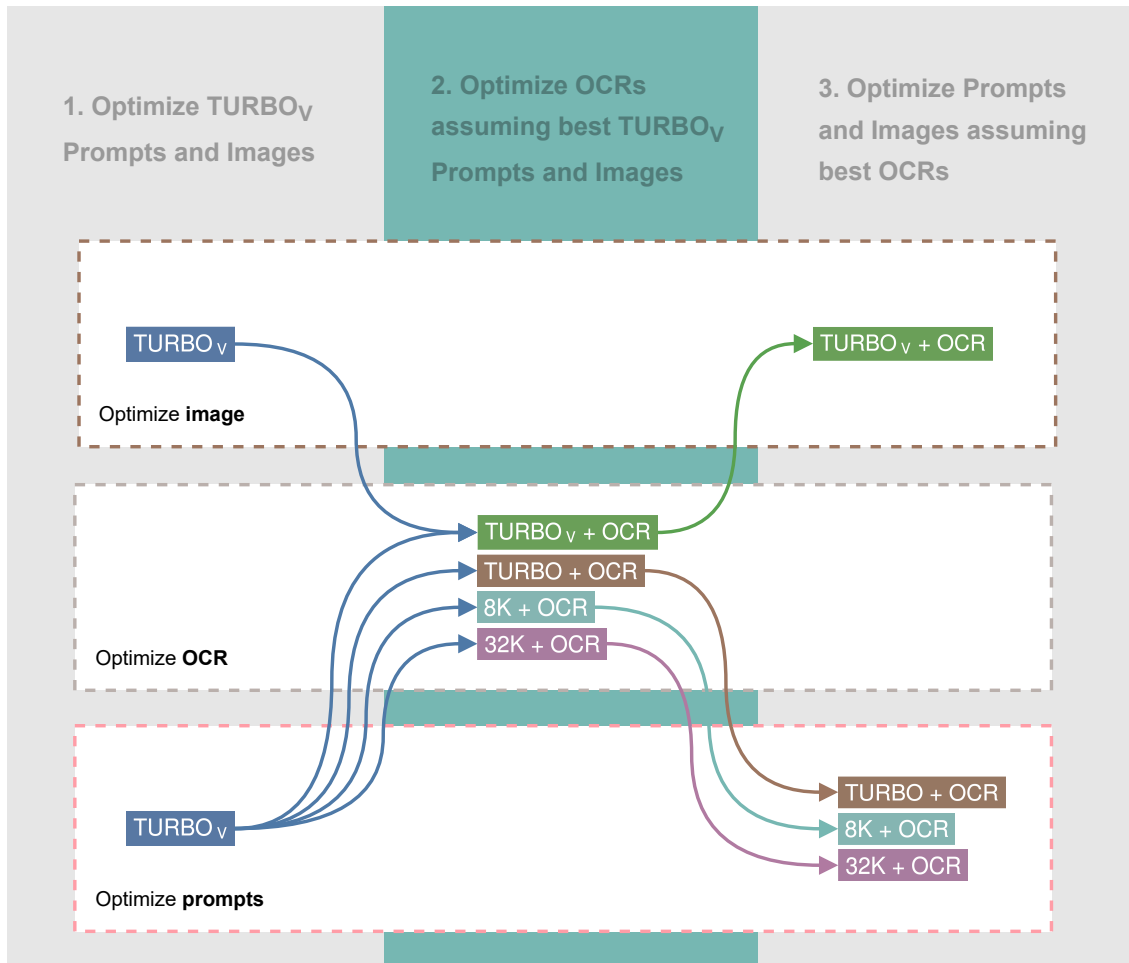 1. Optimize TURBOV
Prompts and Images
2. Optimize OCRs
assuming best TURBOV
Prompts and Images
3. Optimize Prompts
and Images assuming
best OCRs
TURBO V
TURBO V + OCR
Optimize image
TURBO V + OCR
TURBO + OCR
8K + OCR
32K + OCR
Optimize OCR
TURBO + OCR
TURBO V
8K + OCR
32K + OCR
Optimize prompts